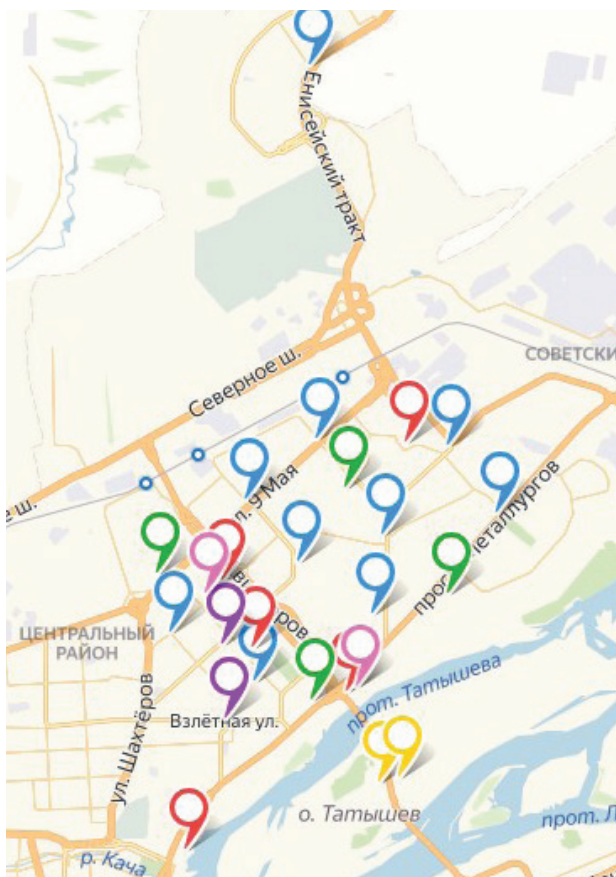 Енисейский тракт
Северное ш.
СОВЕТСКИ
е ш.
л. 9 Мая
просп. Металлургов
ЦЕНТРАЛЬНЫЙ
РАЙОН
ул. Шахтёров
Взлётная ул.
прот. Татышева
о. Татышев
прот. Л
р. Кача